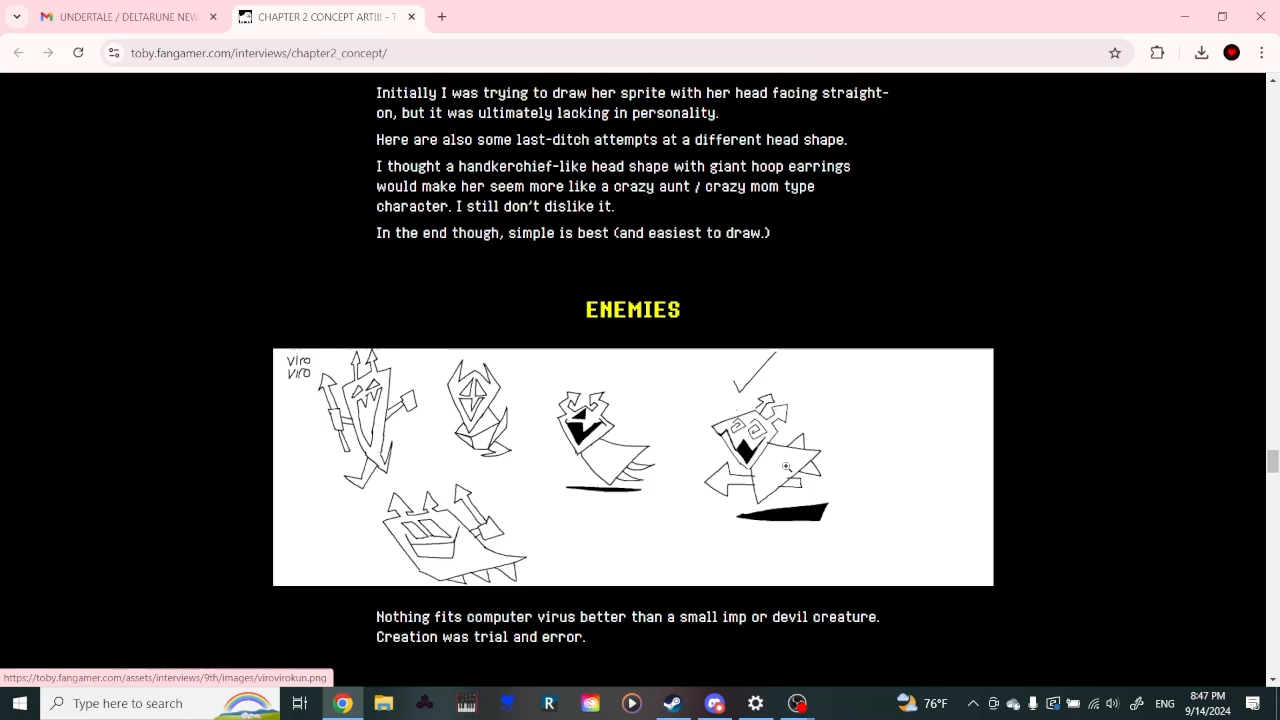 UNDERTALE / DELTARUNE NEW
CHAPTER 2 CONCEPT ART!!! - T
toby.fangamer.com/interviews/chapter2_concept/
Initially I was trying to draw her sprite with her head facing straight-
on, but it was ultimately lacking in personality.
Here are also some last-ditch attempts at a different head shape.
I thought a handkerchief-like head shape with giant hoop earrings
would make her seem more like a crazy aunt / crazy mom type
character. I still don't dislike it.
In the end though, simple is best (and easiest to draw.)
ENEMIES
VIRO
VIRO
Nothing fits computer virus better than a small imp or devil creature.
Creation was trial and error.
https://toby.fangamer.com/assets/interviews/9th/images/virovirokun.png
Type here to search
76°F
ENG
8:47 PM
9/14/2024